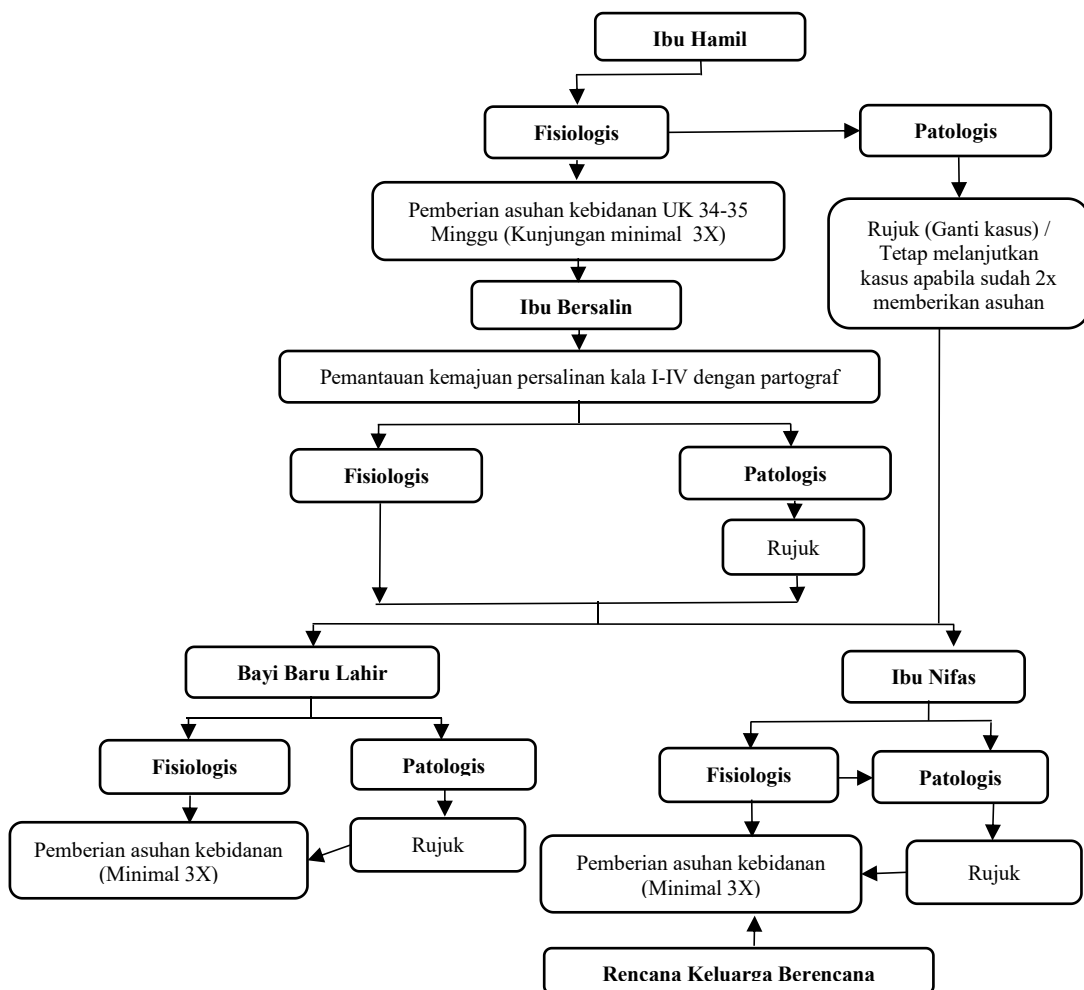 Ibu Hamil
Fisiologis
Patologis
Pemberian asuhan kebidanan UK 34-35
Minggu (Kunjungan minimal 3X)
Rujuk (Ganti kasus) /
Tetap melanjutkan
kasus apabila sudah 2x
memberikan asuhan
Ibu Bersalin
Pemantauan kemajuan persalinan kala I-IV dengan partograf
Fisiologis
Patologis
Rujuk
Bayi Baru Lahir
Ibu Nifas
Fisiologis
Patologis
Fisiologis
Patologis
Pemberian asuhan kebidanan
(Minimal 3X)
Rujuk
Pemberian asuhan kebidanan
(Minimal 3X)
Rujuk
Rencana Keluarga Berencana